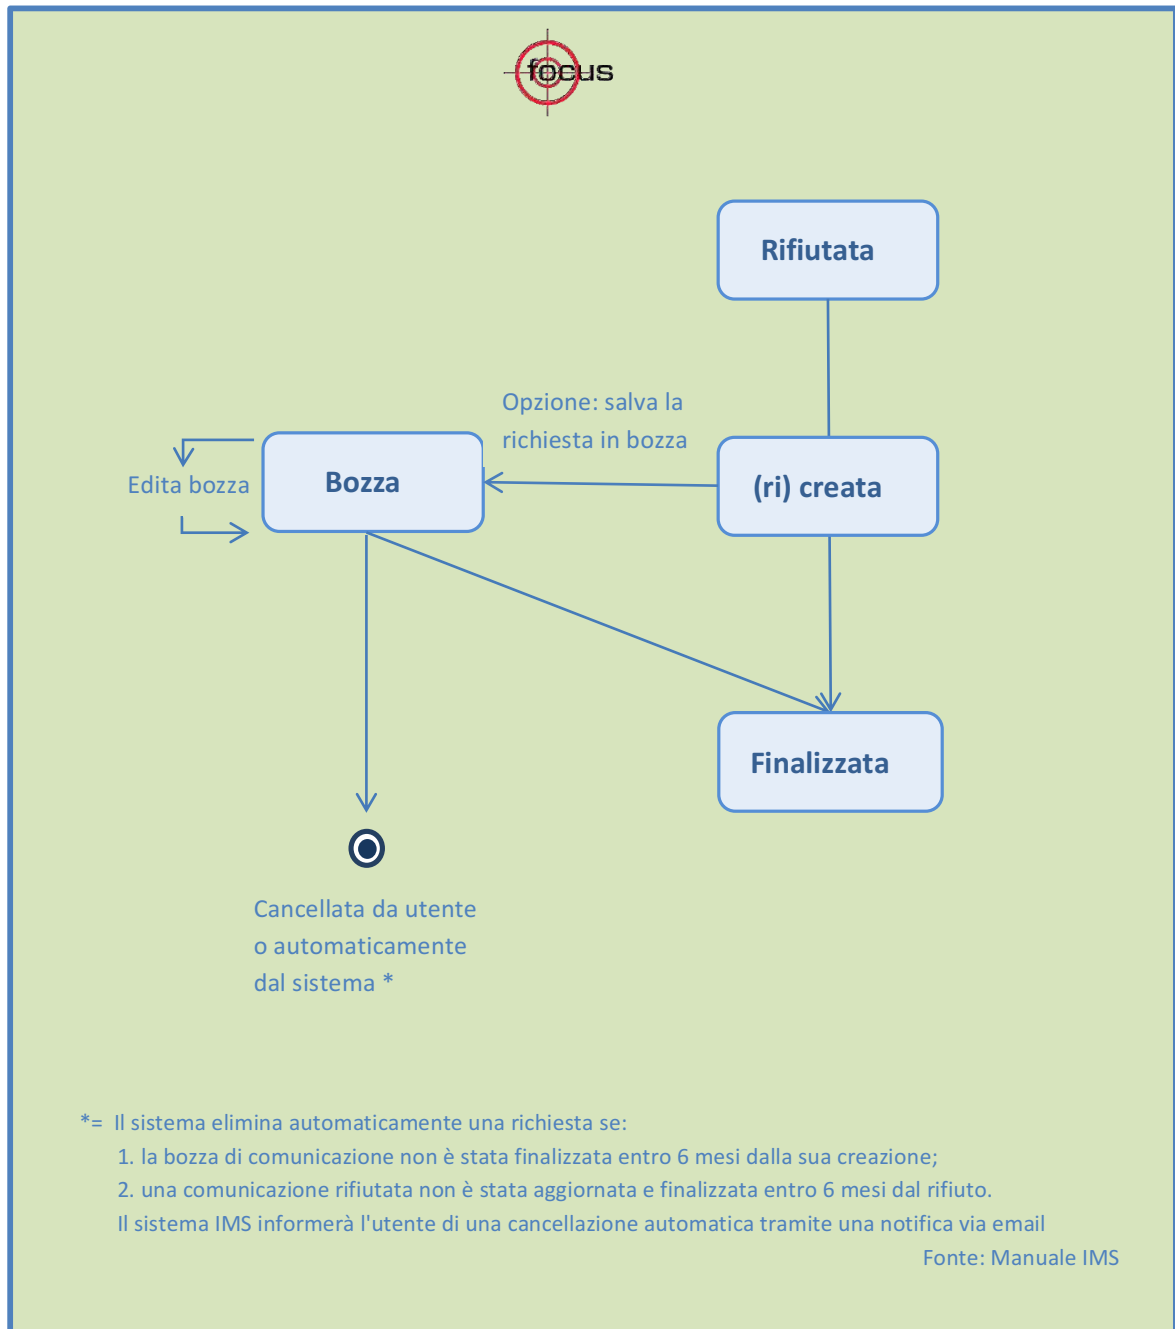 focus
Rifiutata
Opzione: salva la
richiesta in bozza
Edita bozza
Bozza
(ri) creata
Finalizzata
Cancellata da utente
o automaticamente
dal sistema *
*= Il sistema elimina automaticamente una richiesta se:
1. la bozza di comunicazione non è stata finalizzata entro 6 mesi dalla sua creazione;
2. una comunicazione rifiutata non è stata aggiornata e finalizzata entro 6 mesi dal rifiuto.
Il sistema IMS informerà l'utente di una cancellazione automatica tramite una notifica via email
Fonte: Manuale IMS